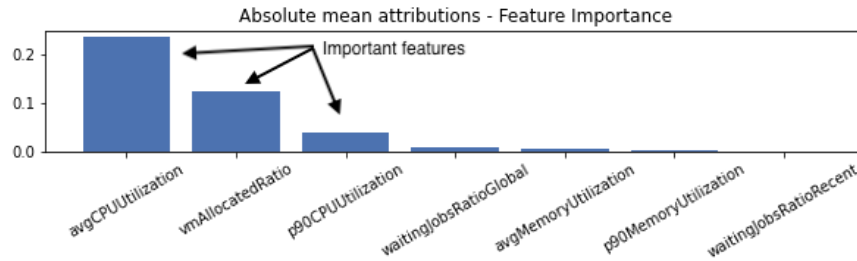 Absolute mean attributions - Feature Importance
Important features
0.2
0.1
0.0
avgCPUUtilization
vmAllocatedRatio
p90CPUUtilization
waitingJobsRatioGlobal
avgMemoryUtilization
p90MemoryUtilization
waitingJobsRatioRecent